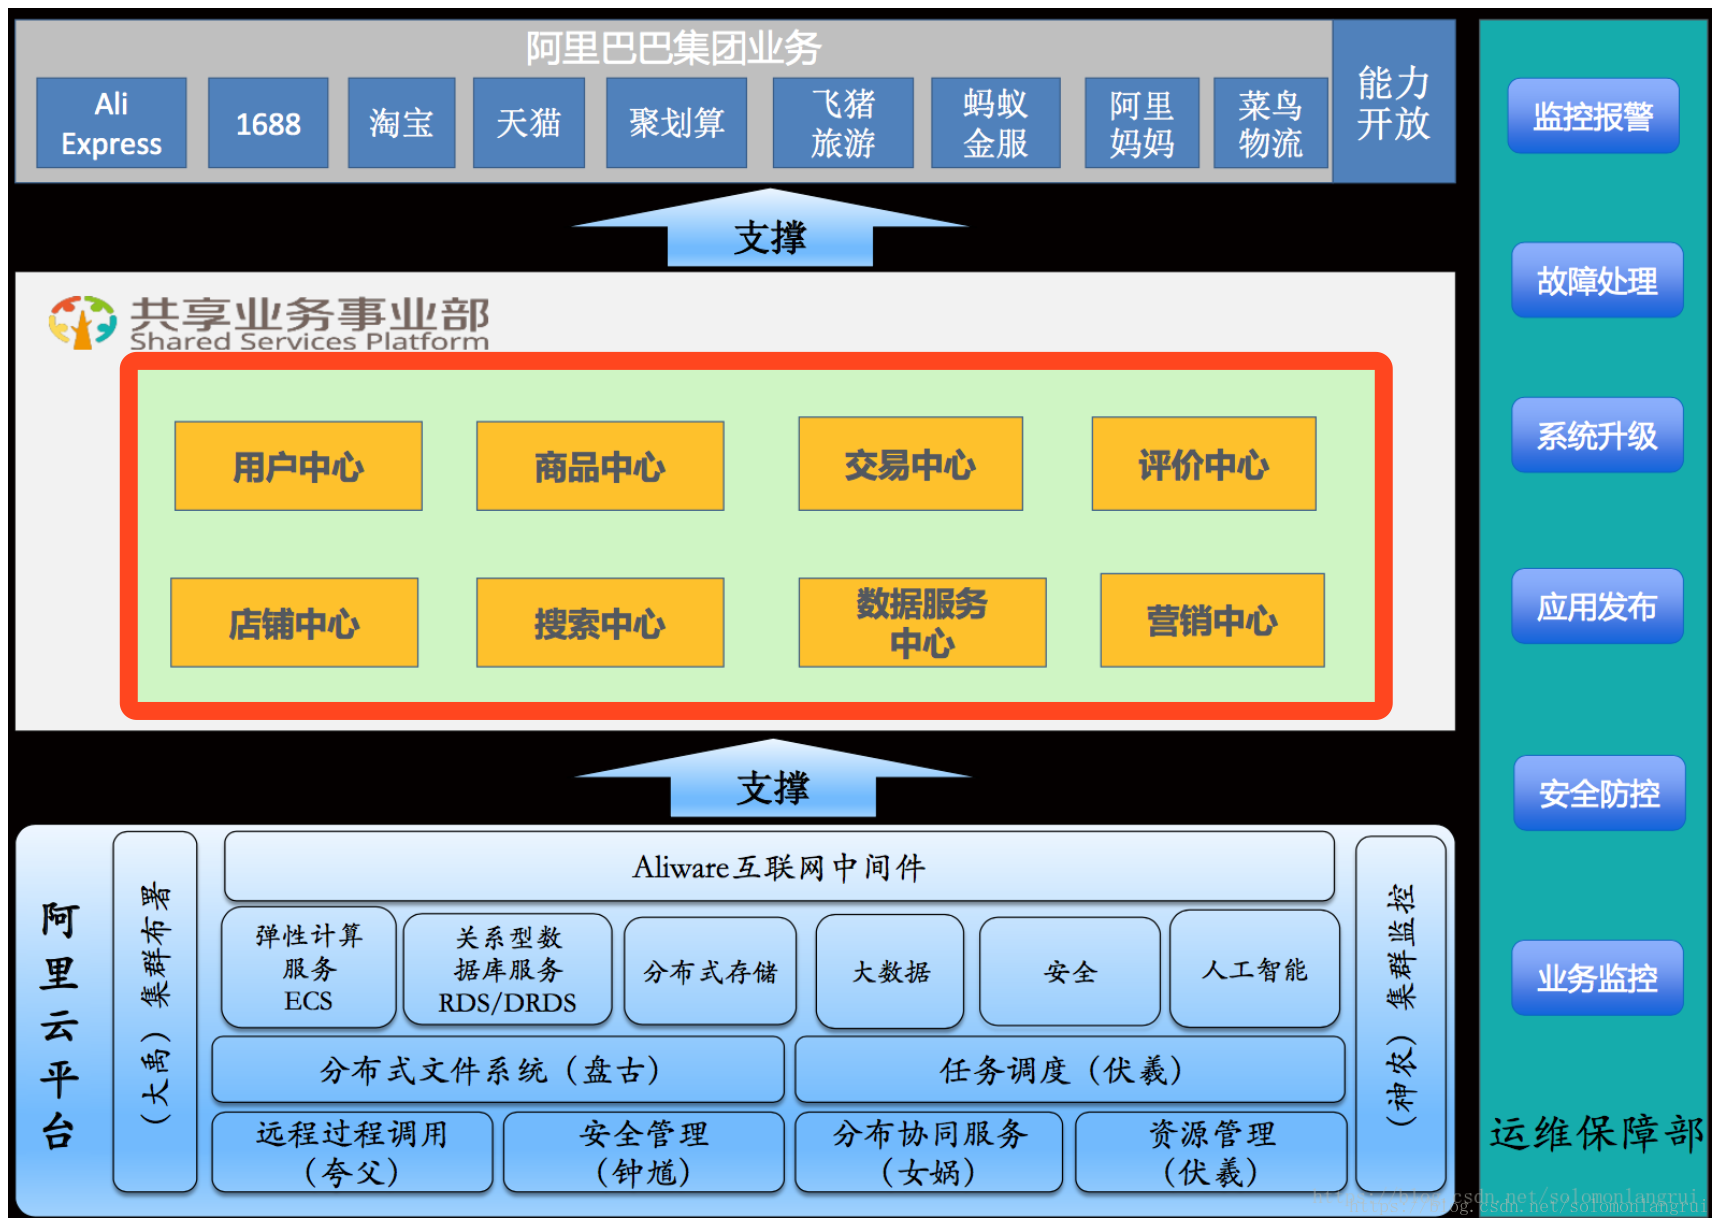 阿里巴巴集团业务
Ali
Express
1688
淘宝
天猫
聚划算
飞猪
旅游
蚂蚁
金服
阿里
妈妈
菜鸟
物流
能力
开放
支撑
共享业务事业部
Shared Services Platform
用户中心
商品中心
交易中心
评价中心
店铺中心
搜索中心
数据服务
中心
营销中心
支撑
阿里云平台
集群布署
（大禹）
Aliware互联网中间件
弹性计算
服务
ECS
关系型数
据库服务
RDS/DRDS
分布式存储
大数据
安全
人工智能
分布式文件系统（盘古）
任务调度（伏羲）
远程过程调用
（夸父）
安全管理
（钟馗）
分布协同服务
（女娲）
资源管理
（伏羲）
集群监控
（神农）
监控报警
故障处理
系统升级
应用发布
安全防控
业务监控
运维保障部
https://blog.csdn.net/solomonlangrui
https://blog.csdn.net/solomonlangrui